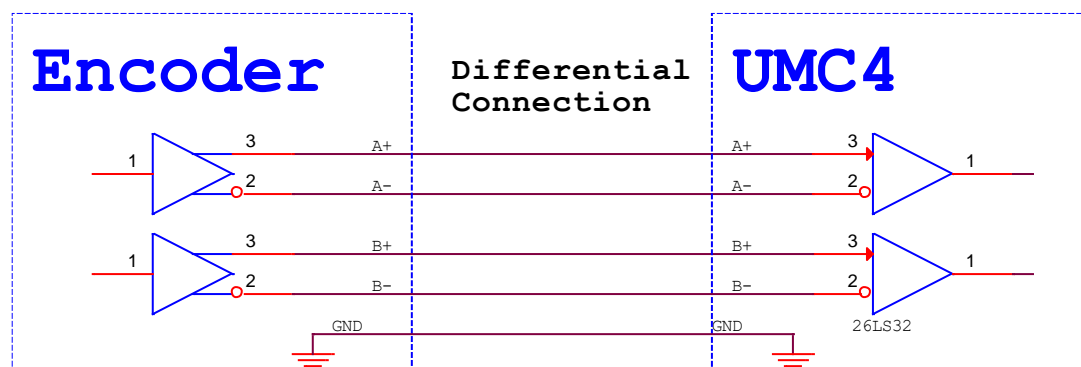 Encoder
Differential
Connection
UMC4
1 3 A+ A+ 3 1
2 A- A- 2
1 3 B+ B+ 3 1
2 B- B- 2
GND GND 26LS32